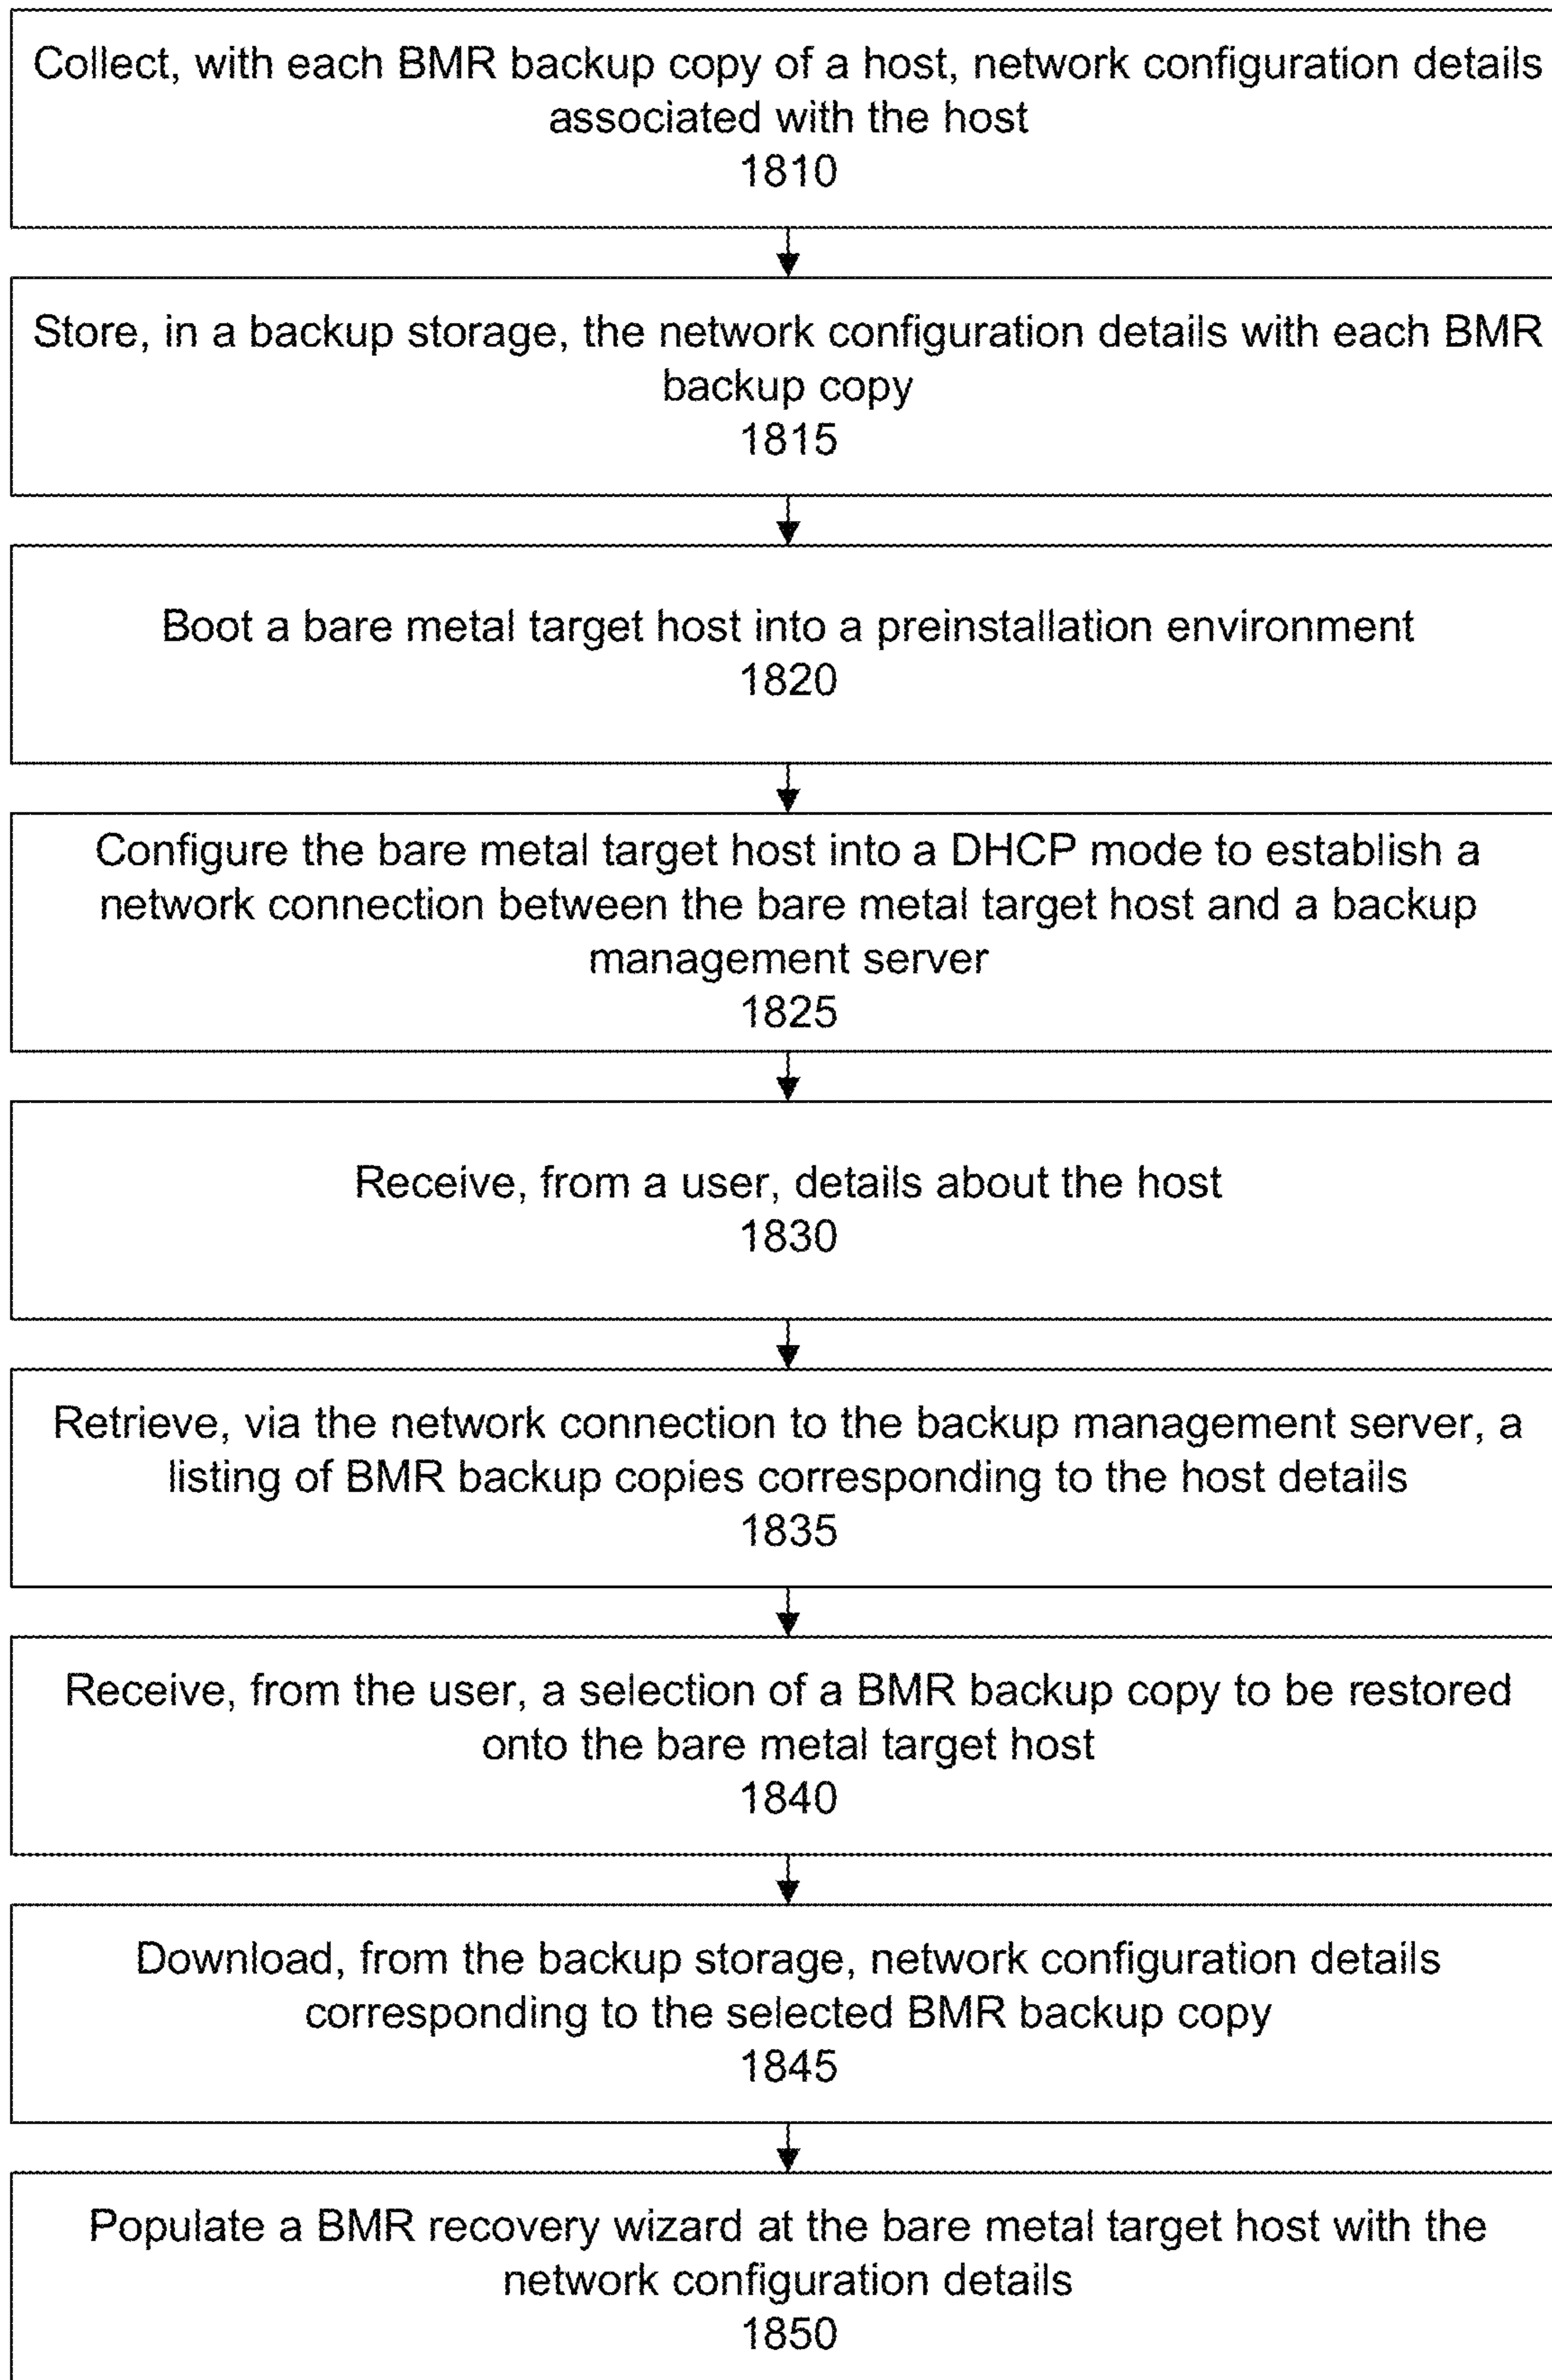 Collect, with each BMR backup copy of a host, network configuration details
associated with the host
1810
Store, in a backup storage, the network configuration details with each BMR
backup copy
1815
Boot a bare metal target host into a preinstallation environment
1820
Configure the bare metal target host into a DHCP mode to establish a
network connection between the bare metal target host and a backup
management server
1825
Receive, from a user, details about the host
1830
Retrieve, via the network connection to the backup management server, a
listing of BMR backup copies corresponding to the host details
1835
Receive, from the user, a selection of a BMR backup copy to be restored
onto the bare metal target host
1840
Download, from the backup storage, network configuration details
corresponding to the selected BMR backup copy
1845
Populate a BMR recovery wizard at the bare metal target host with the
network configuration details
1850